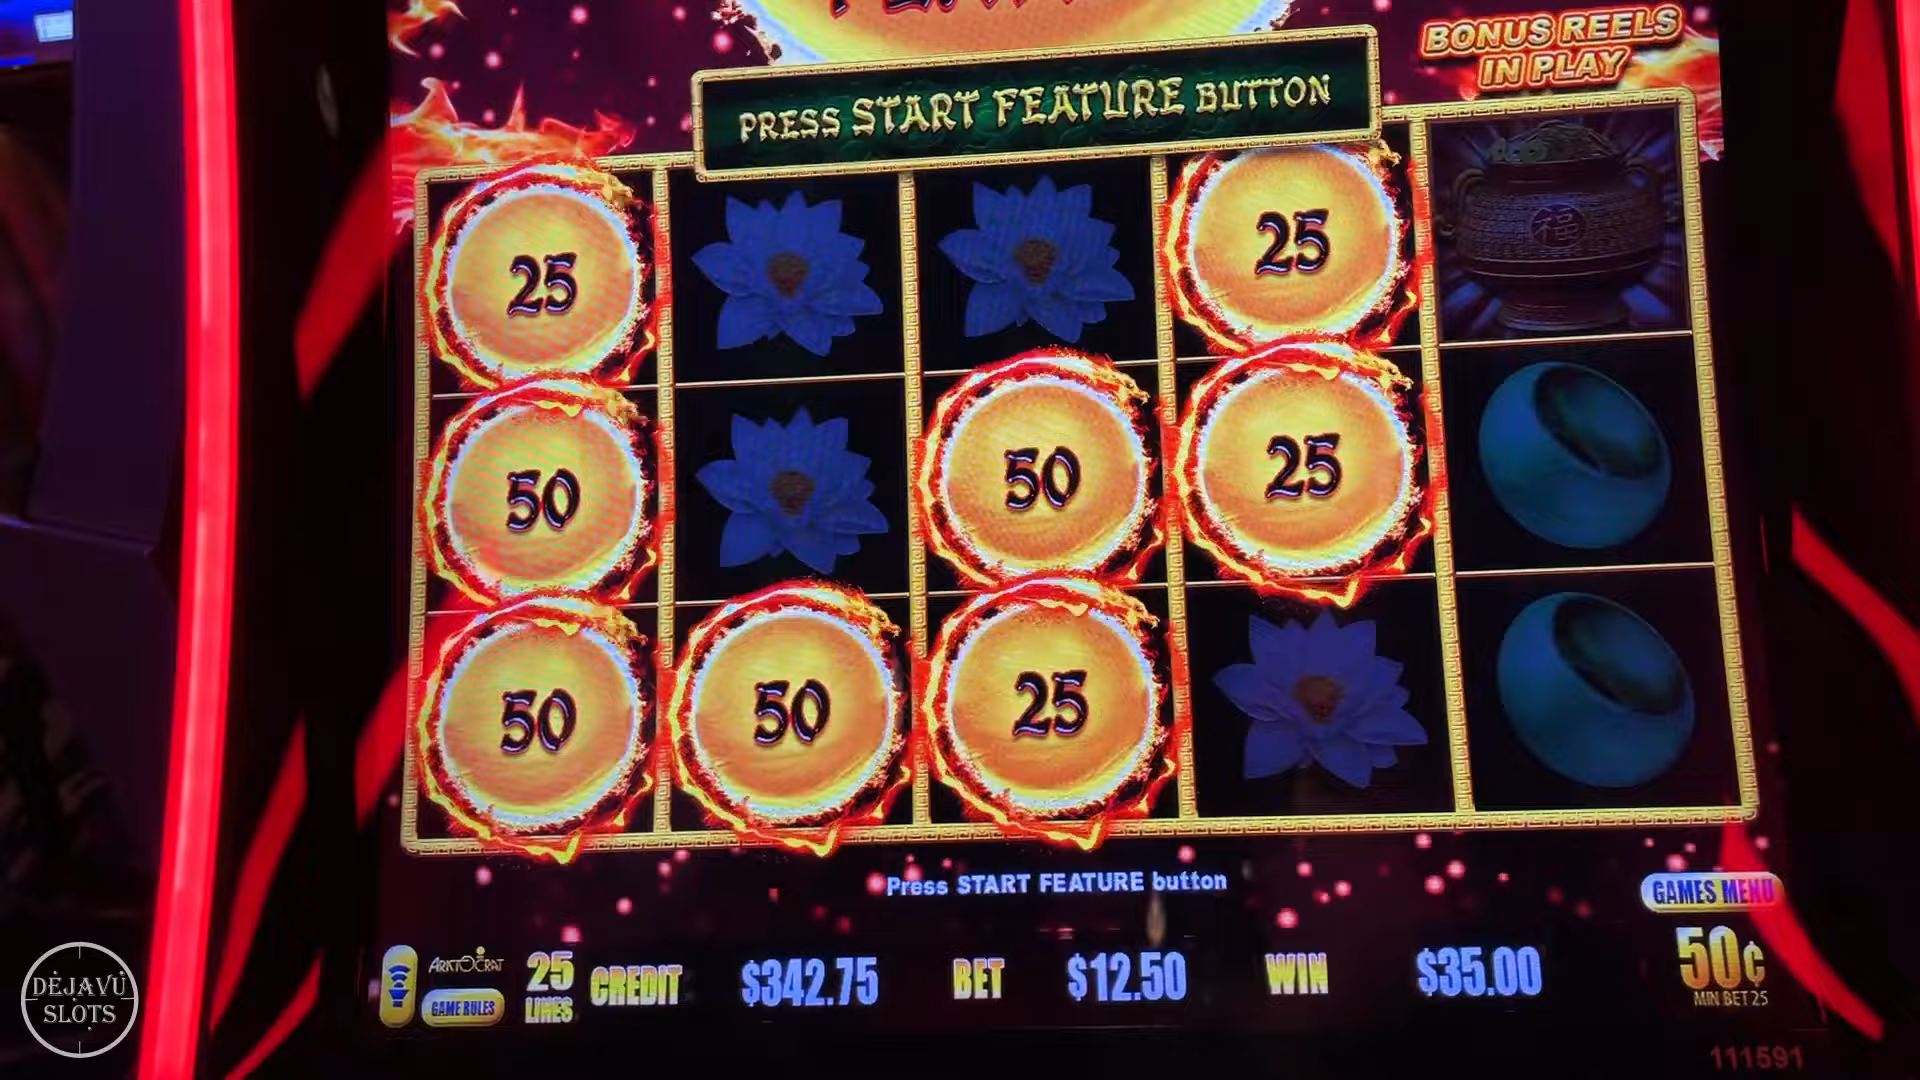 BONUS REELS
IN PLAY
PRESS START FEATURE BUTTON
25
25
福
50
50
25
50
50
25
Press START FEATURE button
GAMES MENU
ARISTOCRAT
GAME RULES
25
LINES
CREDIT
$342.75
BET
$12.50
WIN
$35.00
50¢
MIN BET 25
DÉJÀVU
SLOTS
111591